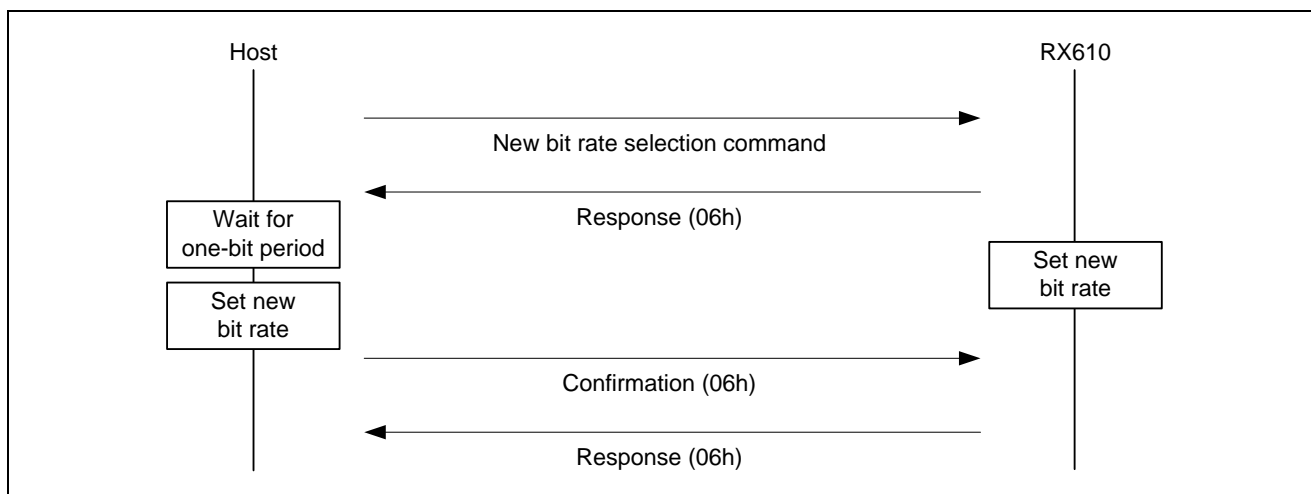 Host
RX610
New bit rate selection command
Response (06h)
Wait for
one-bit period
Set new
bit rate
Set new
bit rate
Confirmation (06h)
Response (06h)